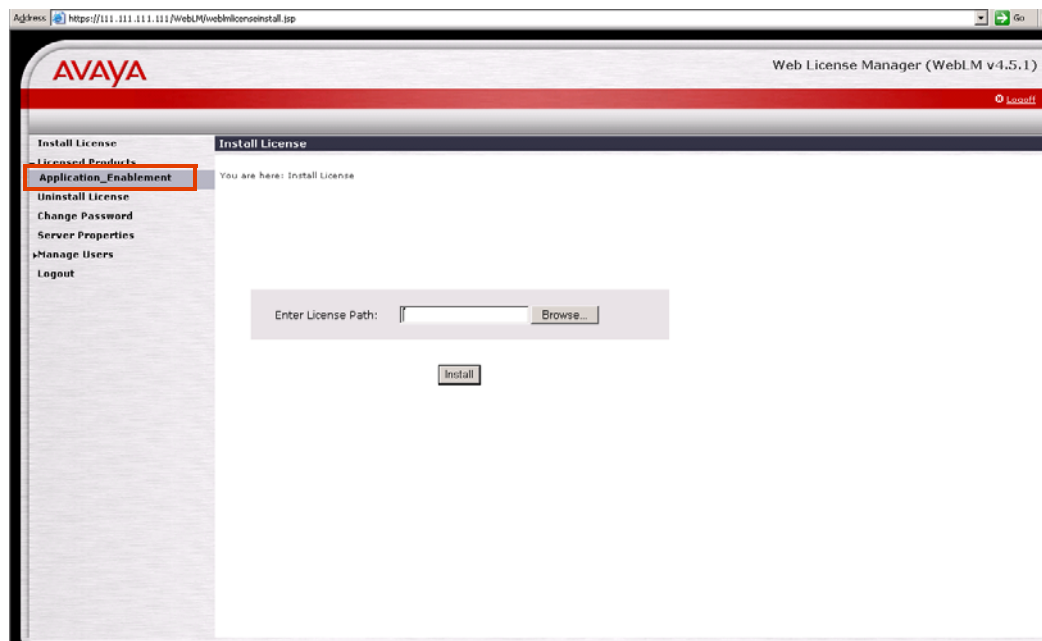 Address https://111.111.111.111/WebLM/weblmlicenseinstall.jsp Go
AVAYA
Web License Manager (WebLM v4.5.1)
Logoff
Install License
Licensed Products
Application_Enablement
Uninstall License
Change Password
Server Properties
Manage Users
Logout
Install License
You are here: Install License
Enter License Path: Browse...
Install